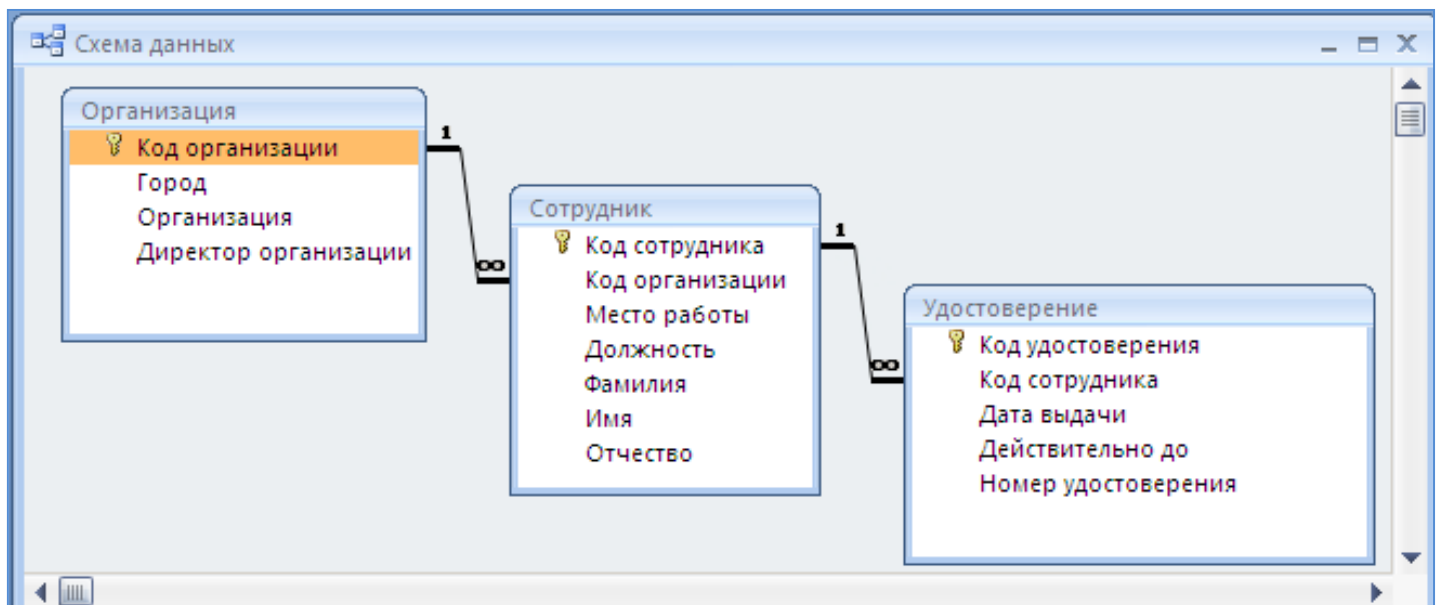 Схема данных
Организация
Код организации
Город
Организация
Директор организации
1
∞
Сотрудник
Код сотрудника
Код организации
Место работы
Должность
Фамилия
Имя
Отчество
1
∞
Удостоверение
Код удостоверения
Код сотрудника
Дата выдачи
Действительно до
Номер удостоверения